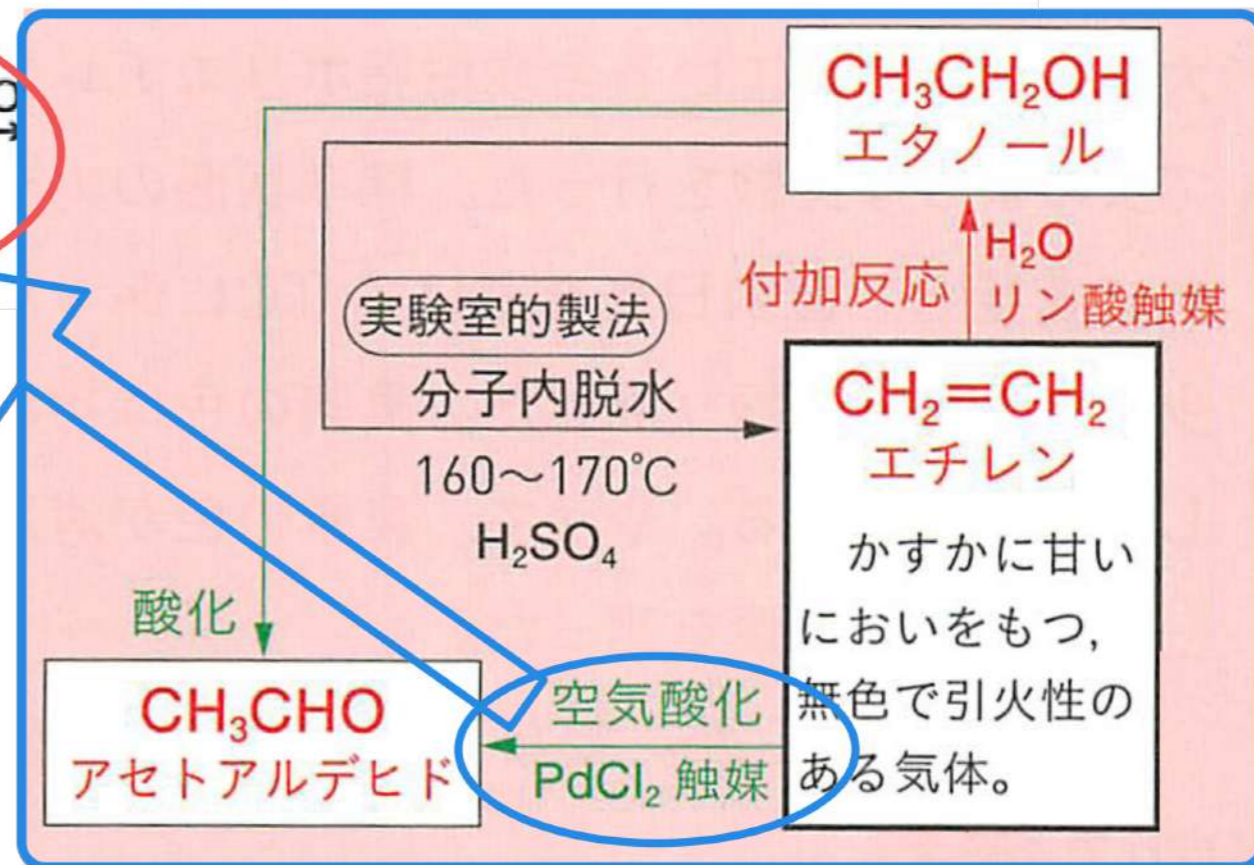 CH₃CH₂OH
エタノール
付加反応
H₂O
リン酸触媒
実験室的製法
分子内脱水
160～170℃
H₂SO₄
CH₂＝CH₂
エチレン
かすかに甘い
においをもつ,
無色で引火性の
ある気体。
酸化
CH₃CHO
アセトアルデヒド
空気酸化
PdCl₂ 触媒